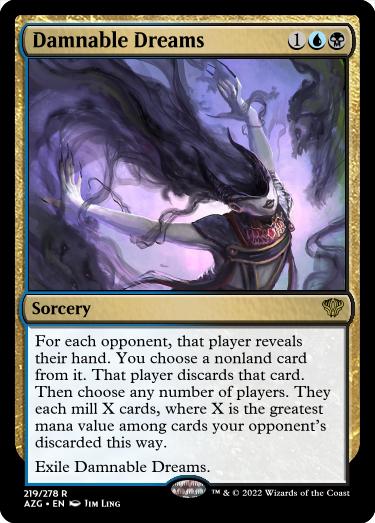 Damnable Dreams 1
Sorcery
For each opponent, that player reveals
their hand. You choose a nonland card
from it. That player discards that card.
Then choose any number of players. They
each mill X cards, where X is the greatest
mana value among cards your opponent's
discarded this way.
Exile Damnable Dreams.
219/278 R
AZG • EN Jim Ling
™ & © 2022 Wizards of the Coast